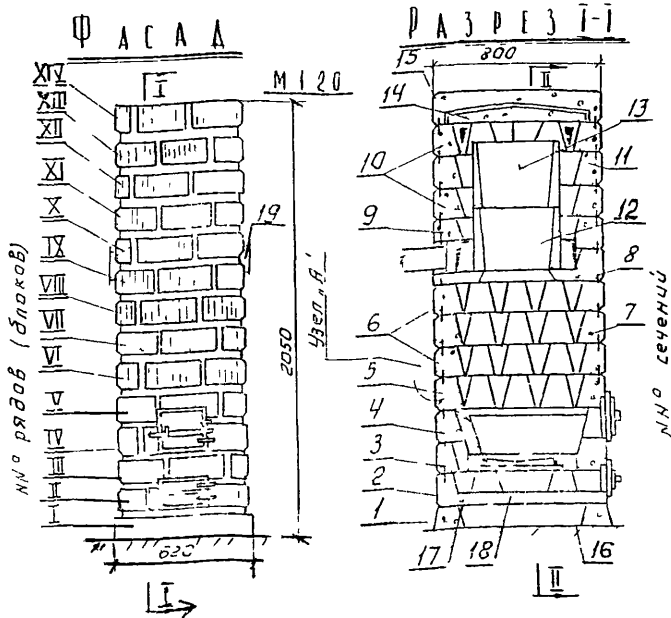 ФАСАД
РАЗРЕЗ I-I
М 1 20
I
XIV
XIII
XII
XI
X
IX
VIII
VII
VI
V
IV
III
II
I
NNº рядов (блоков)
19
2050
620
I
Узел „А"
800
II
15
14
10
9
6
5
4
3
2
1
13
11
12
8
7
17
18
16
II
NNº сечений